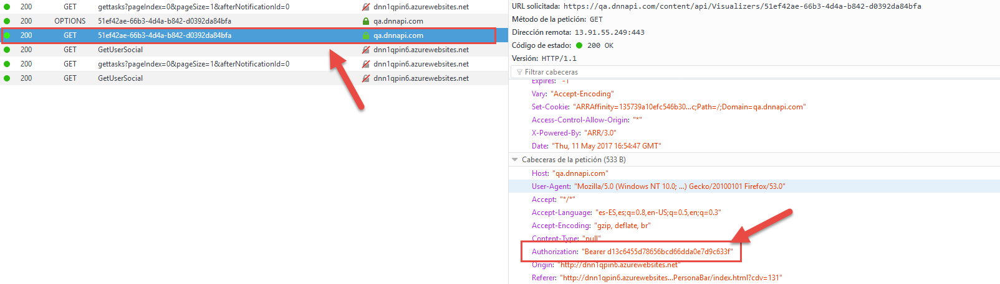 200 GET gettasks?pageIndex=0&pageSize=1&afterNotificationId=0 dnn1qpin6.azurewebsites.net
200 OPTIONS 51ef42ae-66b3-4d4a-b842-d0392da84bfa qa.dnnapi.com
200 GET 51ef42ae-66b3-4d4a-b842-d0392da84bfa qa.dnnapi.com
200 GET GetUserSocial dnn1qpin6.azurewebsites.net
200 GET gettasks?pageIndex=0&pageSize=1&afterNotificationId=0 dnn1qpin6.azurewebsites.net
200 GET GetUserSocial dnn1qpin6.azurewebsites.net
URL solicitada: https://qa.dnnapi.com/content/api/Visualizers/51ef42ae-66b3-4d4a-b842-d0392da84bfa
Método de la petición: GET
Dirección remota: 13.91.55.249:443
Código de estado: 200 OK
Versión: HTTP/1.1
Filtrar cabeceras
Expires: "-1"
Vary: "Accept-Encoding"
Set-Cookie: "ARRAffinity=135739a10efc546b30...c;Path=/;Domain=qa.dnnapi.com"
Access-Control-Allow-Origin: "*"
X-Powered-By: "ARR/3.0"
Date: "Thu, 11 May 2017 16:54:47 GMT"
Cabeceras de la petición (533 B)
Host: "qa.dnnapi.com"
User-Agent: "Mozilla/5.0 (Windows NT 10.0; ...) Gecko/20100101 Firefox/53.0"
Accept: "*/*"
Accept-Language: "es-ES,es;q=0.8,en-US;q=0.5,en;q=0.3"
Accept-Encoding: "gzip, deflate, br"
Content-Type: "null"
Authorization: "Bearer d13c6455d78656bcd66dda0e7d9c633f"
Origin: "http://dnn1qpin6.azurewebsites.net"
Referer: "http://dnn1qpin6.azurewebsites...PersonaBar/index.html?cdv=131"